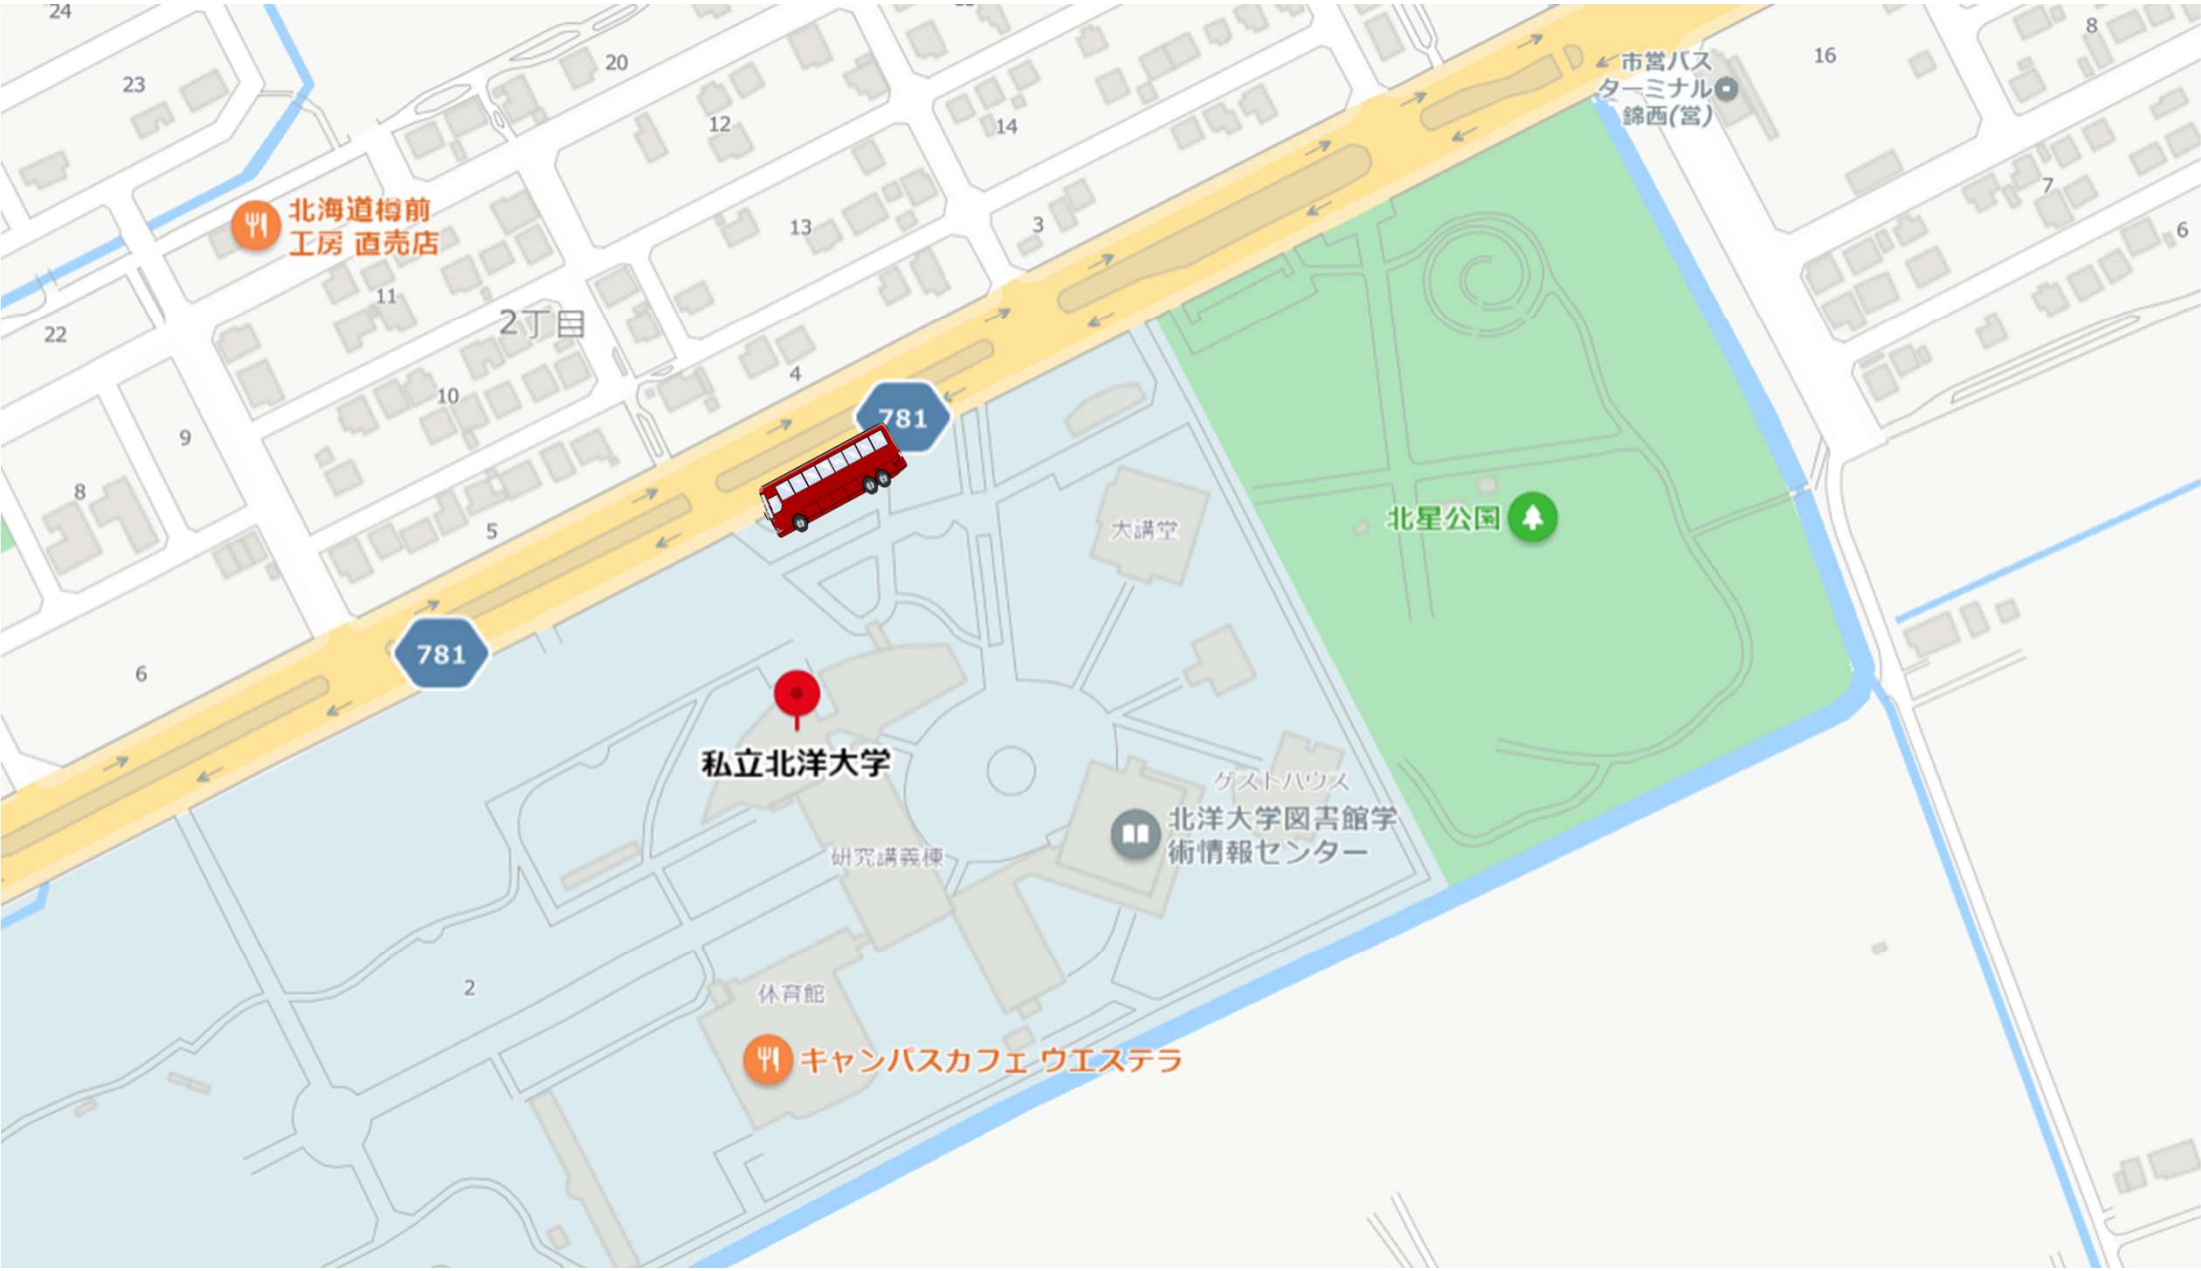 24
23
20
12
14
16
8
市営バス
ターミナル
錦西(営)
7
6
北海道樽前
工房 直売店
13
3
11
22
2丁目
4
10
9
781
8
5
大講堂
北星公園
781
6
私立北洋大学
ゲストハウス
北洋大学図書館学
術情報センター
研究講義棟
2
体育館
キャンパスカフェ ウエステラ